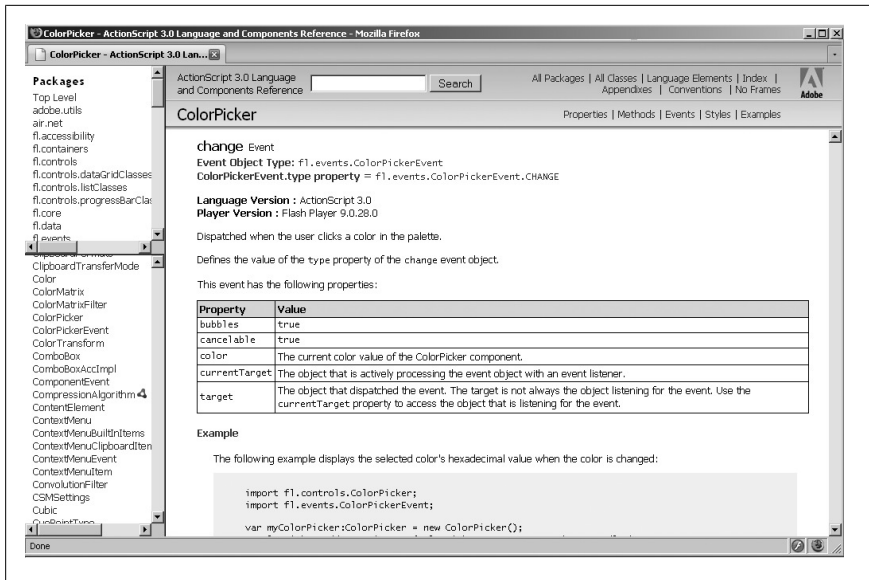 ColorPicker - ActionScript 3.0 Language and Components Reference - Mozilla Firefox
ColorPicker - ActionScript 3.0 Lan...
Packages
Top Level
adobe.utils
air.net
fl.accessibility
fl.containers
fl.controls
fl.controls.dataGridClasses
fl.controls.listClasses
fl.controls.progressBarClas
fl.core
fl.data
fl.events
ClipboardTransferMode
Color
ColorMatrix
ColorMatrixFilter
ColorPicker
ColorPickerEvent
ColorTransform
ComboBox
ComboBoxAccImpl
ComponentEvent
CompressionAlgorithm
ContentElement
ContextMenu
ContextMenuBuiltInItems
ContextMenuClipboardIten
ContextMenuEvent
ContextMenuItem
ConvolutionFilter
CSMSettings
Cubic
ActionScript 3.0 Language
and Components Reference
Search
All Packages | All Classes | Language Elements | Index |
Appendixes | Conventions | No Frames
Adobe
ColorPicker
Properties | Methods | Events | Styles | Examples
change Event
Event Object Type: fl.events.ColorPickerEvent
ColorPickerEvent.type property = fl.events.ColorPickerEvent.CHANGE
Language Version : ActionScript 3.0
Player Version : Flash Player 9.0.28.0
Dispatched when the user clicks a color in the palette.
Defines the value of the type property of the change event object.
This event has the following properties:
Property Value
bubbles true
cancelable true
color The current color value of the ColorPicker component.
currentTarget The object that is actively processing the event object with an event listener.
target The object that dispatched the event. The target is not always the object listening for the event. Use the
currentTarget property to access the object that is listening for the event.
Example
The following example displays the selected color's hexadecimal value when the color is changed:
import fl.controls.ColorPicker;
import fl.events.ColorPickerEvent;
var myColorPicker:ColorPicker = new ColorPicker();
Done